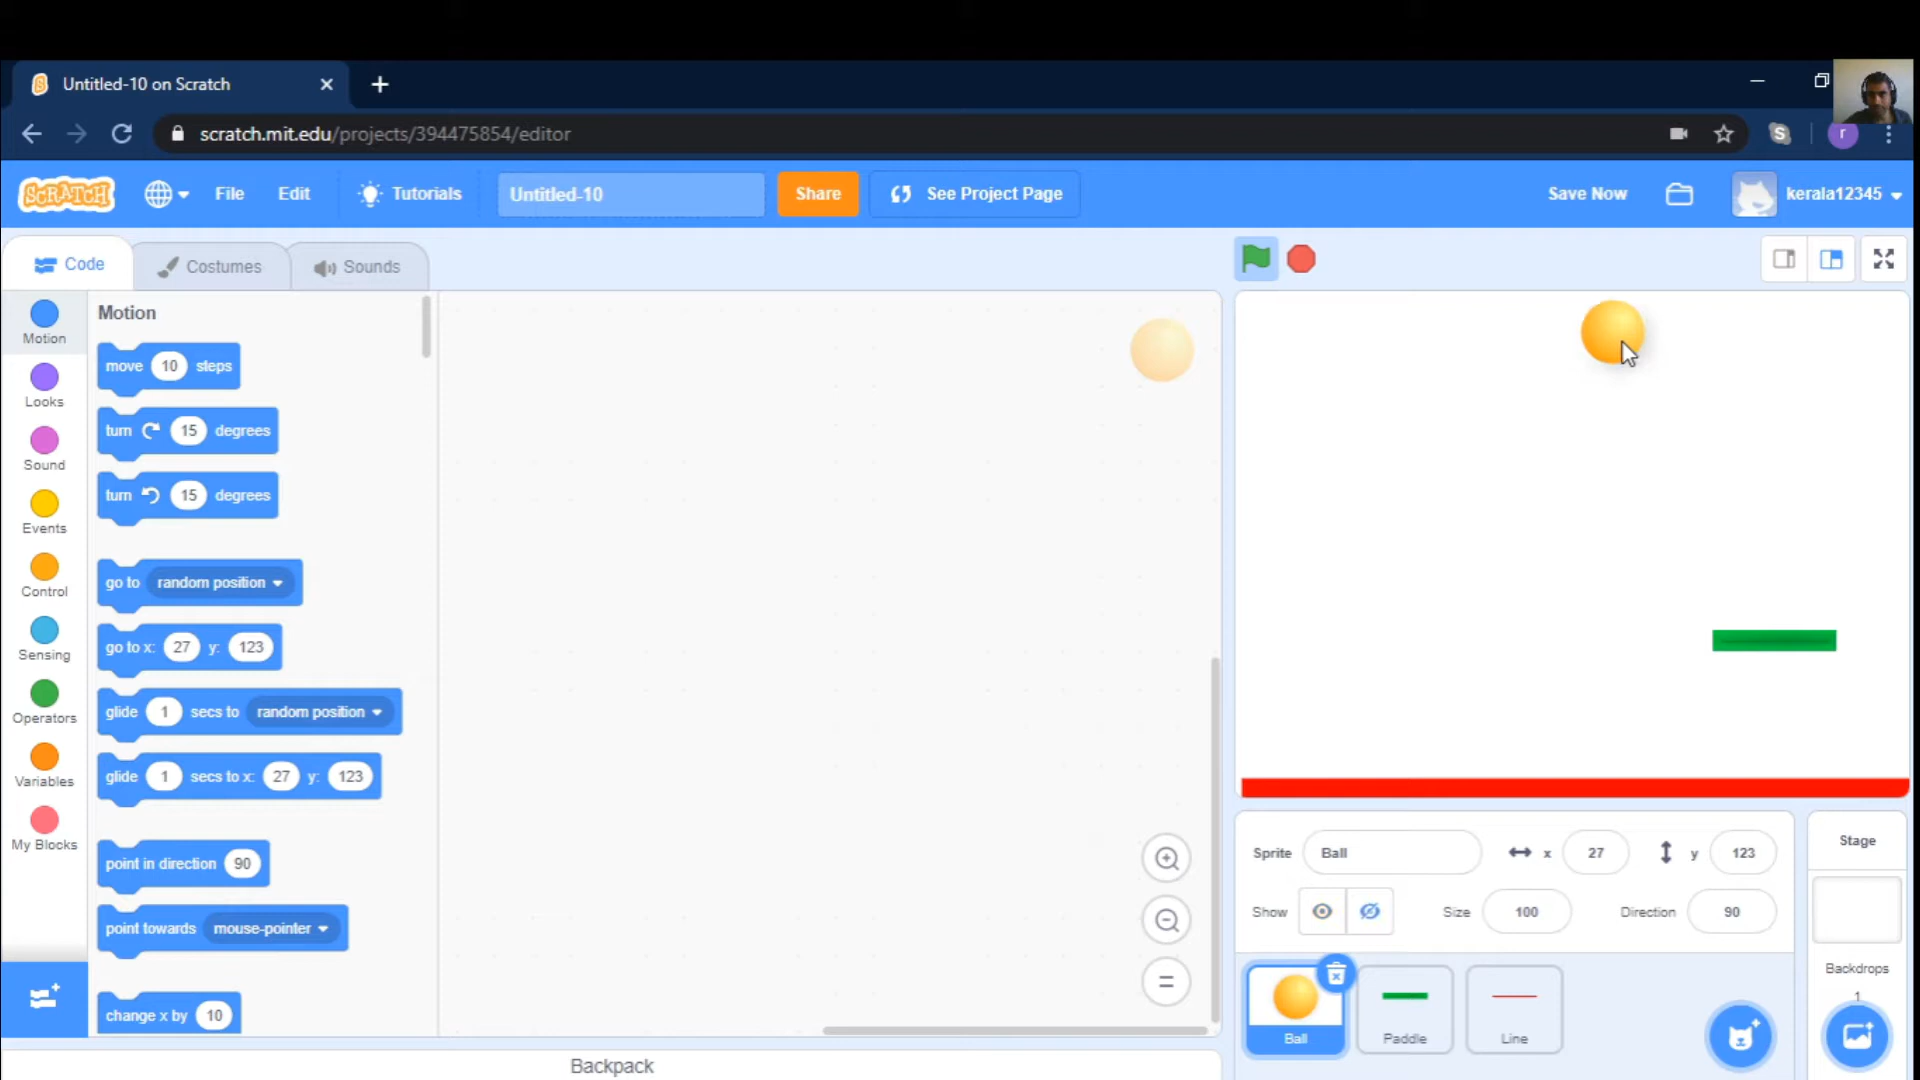 Untitled-10 on Scratch
scratch.mit.edu/projects/394475854/editor
S
r
SCRATCH
File
Edit
Tutorials
Untitled-10
Share
See Project Page
Save Now
kerala12345
Code
Costumes
Sounds
Motion
Looks
Sound
Events
Control
Sensing
Operators
Variables
My Blocks
Motion
move 10 steps
turn 15 degrees
turn 15 degrees
go to random position
go to x: 27 y: 123
glide 1 secs to random position
glide 1 secs to x: 27 y: 123
point in direction 90
point towards mouse-pointer
change x by 10
Backpack
Sprite Ball x 27 y 123
Show Size 100 Direction 90
Ball
Paddle
Line
Stage
Backdrops
1